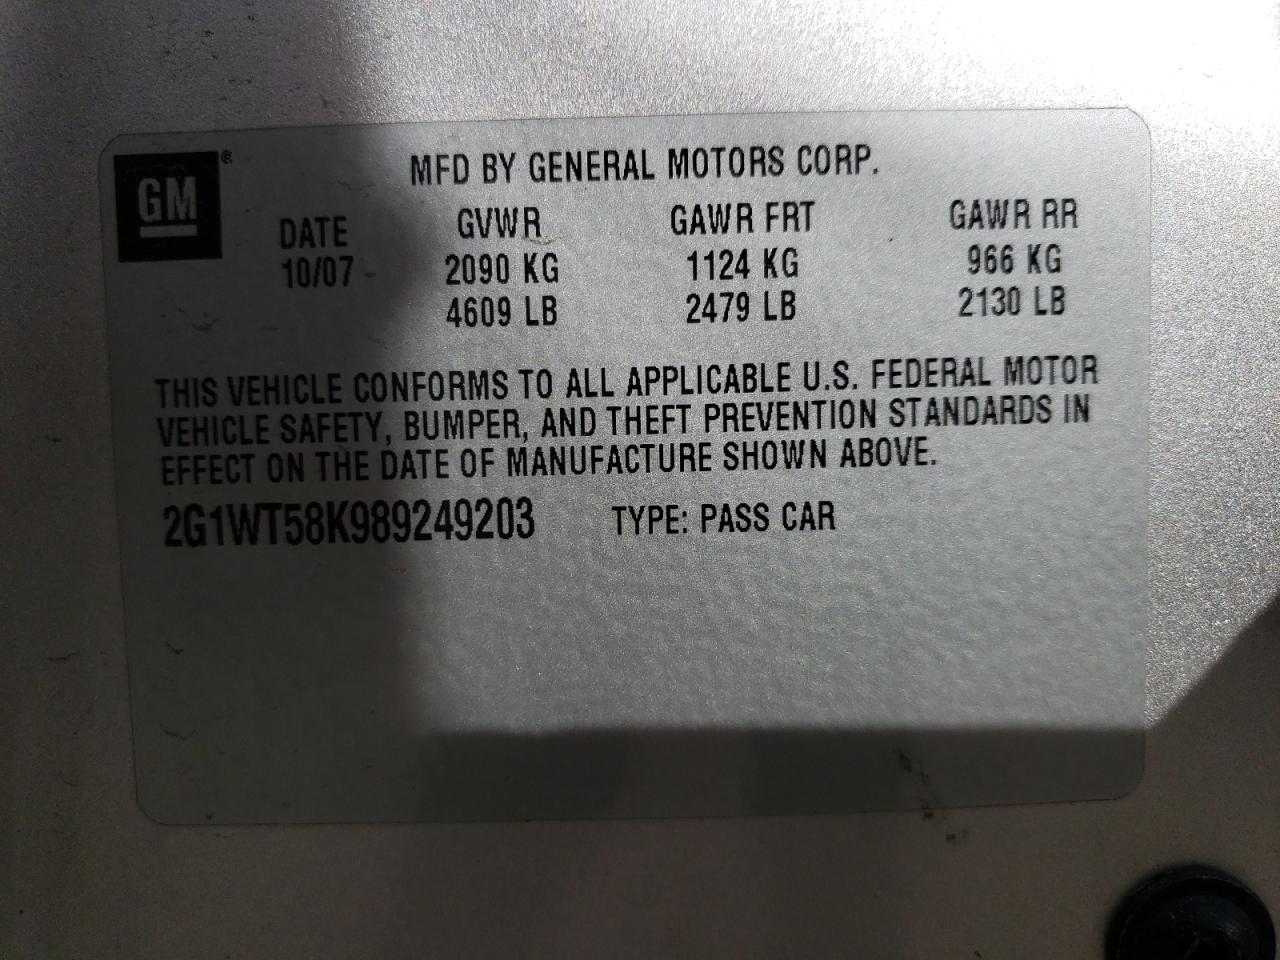 GM®
MFD BY GENERAL MOTORS CORP.
DATE GVWR GAWR FRT GAWR RR
10/07 2090 KG 1124 KG 966 KG
4609 LB 2479 LB 2130 LB
THIS VEHICLE CONFORMS TO ALL APPLICABLE U.S. FEDERAL MOTOR
VEHICLE SAFETY, BUMPER, AND THEFT PREVENTION STANDARDS IN
EFFECT ON THE DATE OF MANUFACTURE SHOWN ABOVE.
2G1WT58K989249203 TYPE: PASS CAR